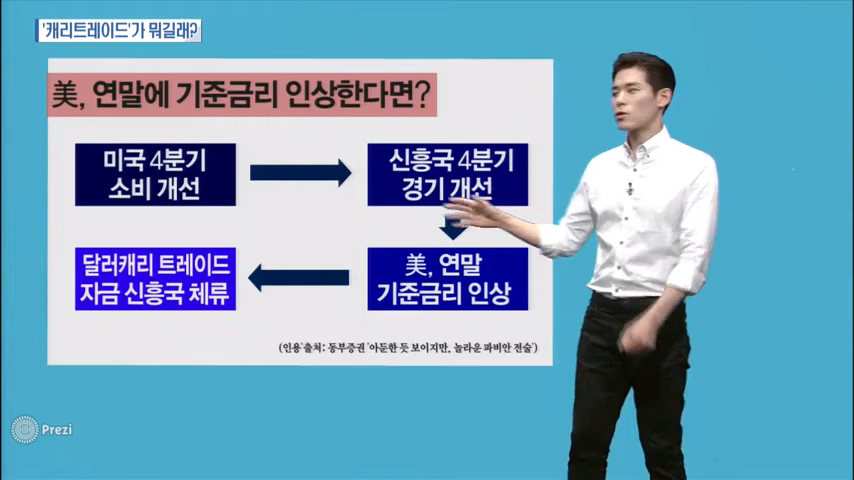 '캐리트레이드'가 뭐길래?
美, 연말에 기준금리 인상한다면?
미국 4분기
소비 개선
신흥국 4분기
경기 개선
美, 연말
기준금리 인상
달러캐리 트레이드
자금 신흥국 체류
(인용'출처: 동부증권 '아둔한 듯 보이지만, 놀라운 파비안 전술')
Prezi